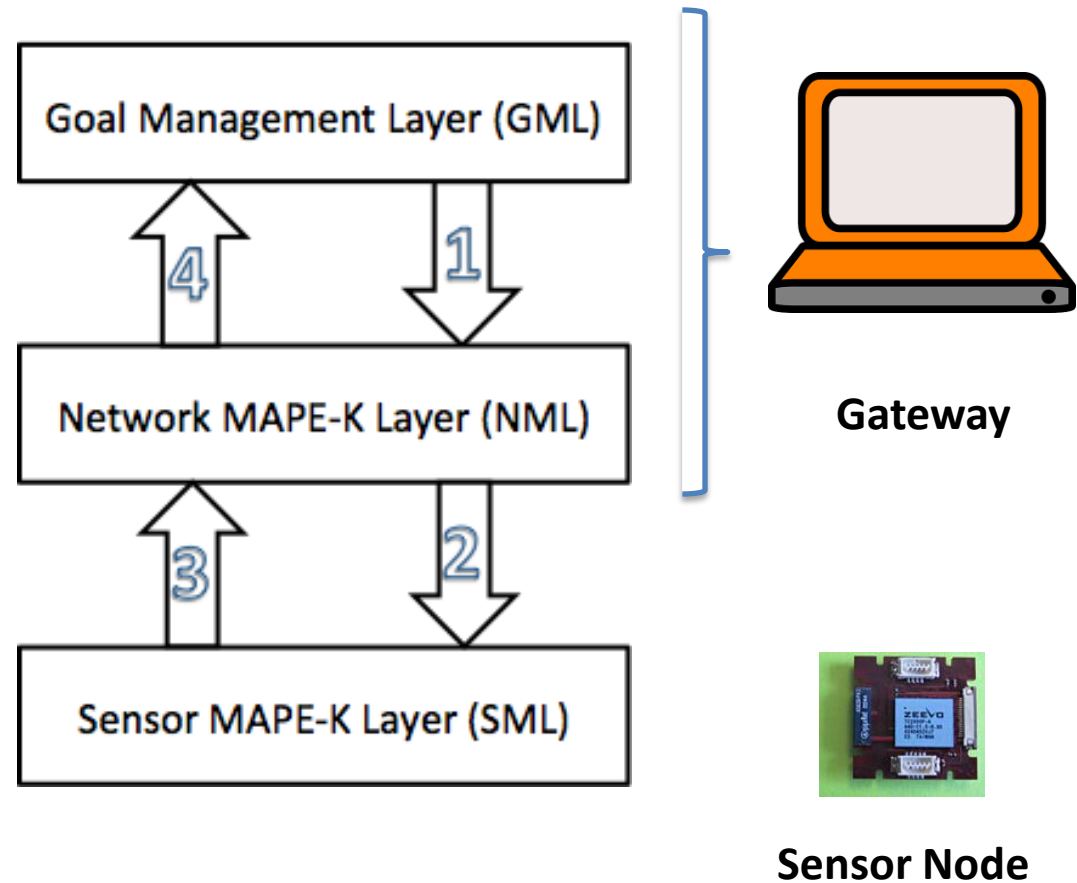 Goal Management Layer (GML)
4
1
Network MAPE-K Layer (NML)
Gateway
3
2
Sensor MAPE-K Layer (SML)
ZEEVO
Sensor Node